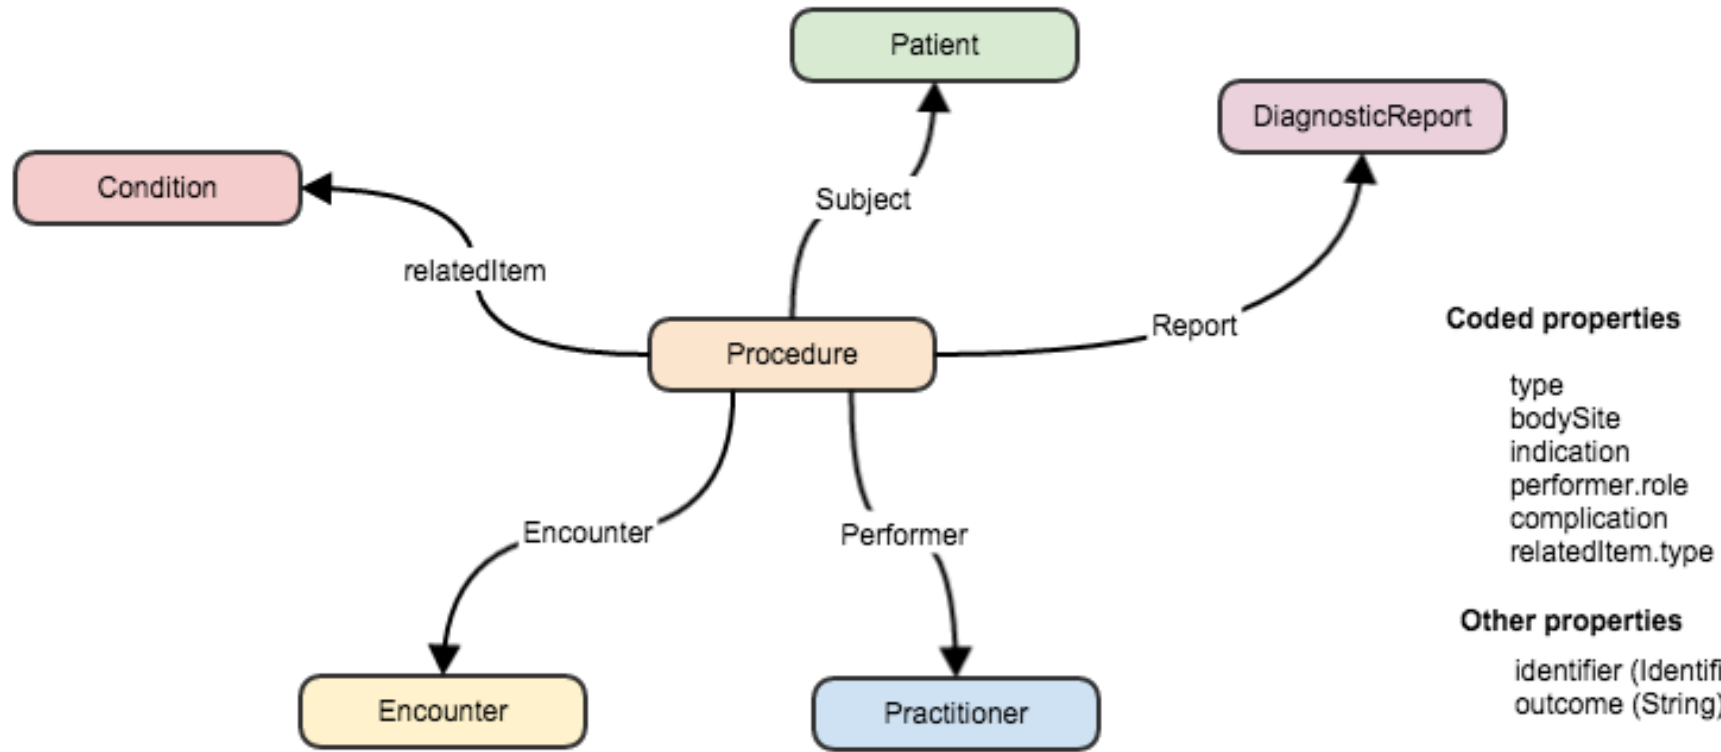 Patient
DiagnosticReport
Condition
Subject
relatedItem
Report
Procedure
Encounter
Performer
Encounter
Practitioner
Coded properties
type
bodySite
indication
performer.role
complication
relatedItem.type
Other properties
identifier
outcome (String)